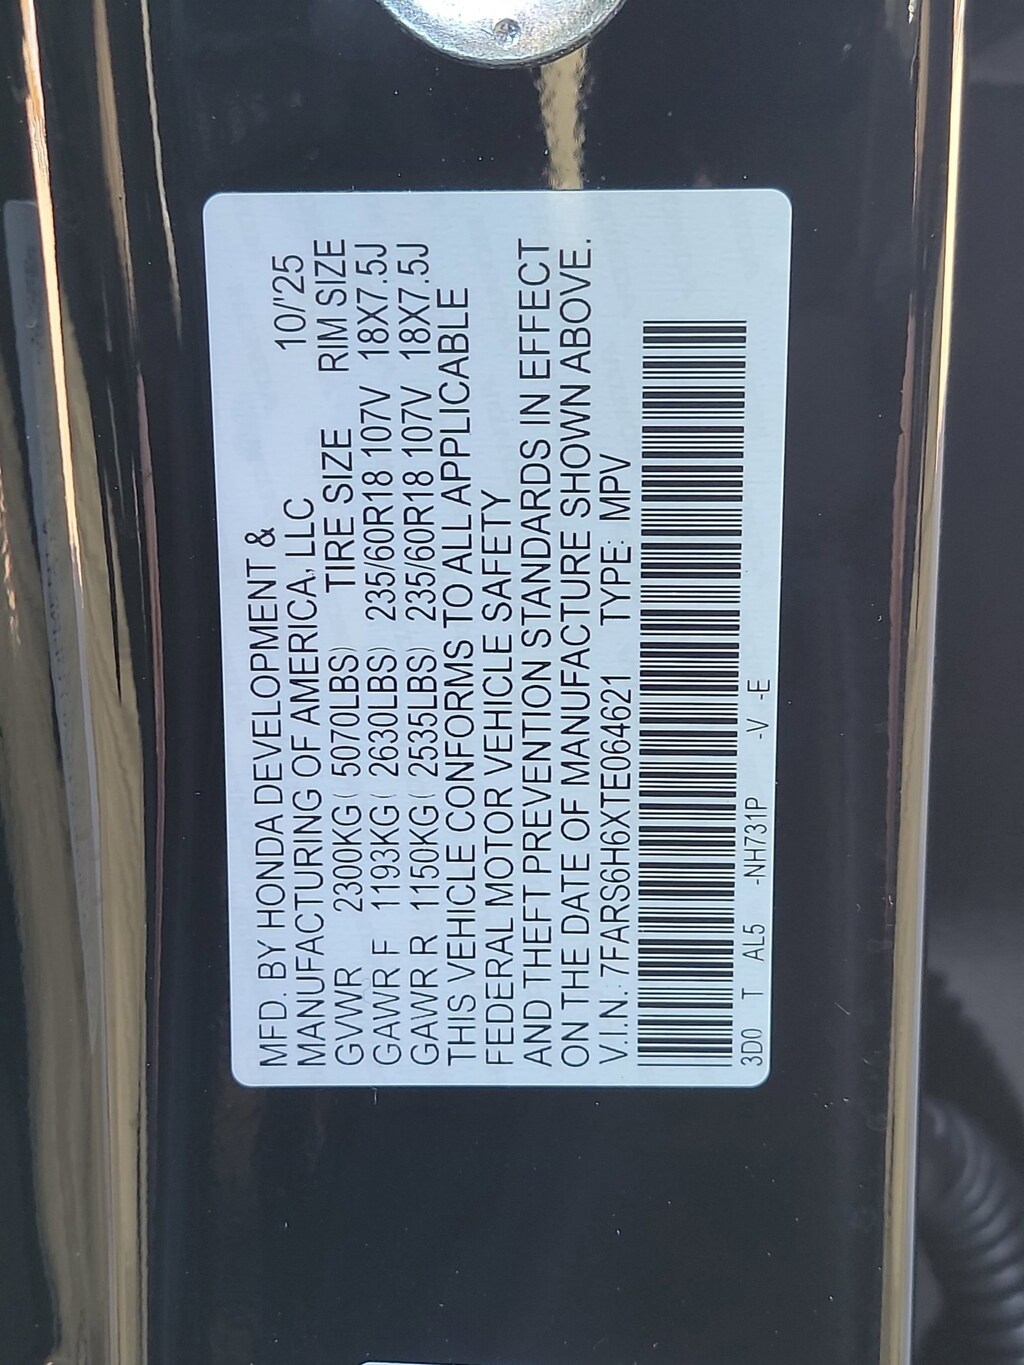 MFD. BY HONDA DEVELOPMENT &
MANUFACTURING OF AMERICA, LLC 10/'25
GVWR 2300KG ( 5070LBS) TIRE SIZE RIM SIZE
GAWR F 1193KG ( 2630LBS) 235/60R18 107V 18X7.5J
GAWR R 1150KG ( 2535LBS) 235/60R18 107V 18X7.5J
THIS VEHICLE CONFORMS TO ALL APPLICABLE
FEDERAL MOTOR VEHICLE SAFETY
AND THEFT PREVENTION STANDARDS IN EFFECT
ON THE DATE OF MANUFACTURE SHOWN ABOVE.
V.I.N. 7FARS6H6XTE064621 TYPE: MPV
3D0 T AL5 -NH731P -V -E